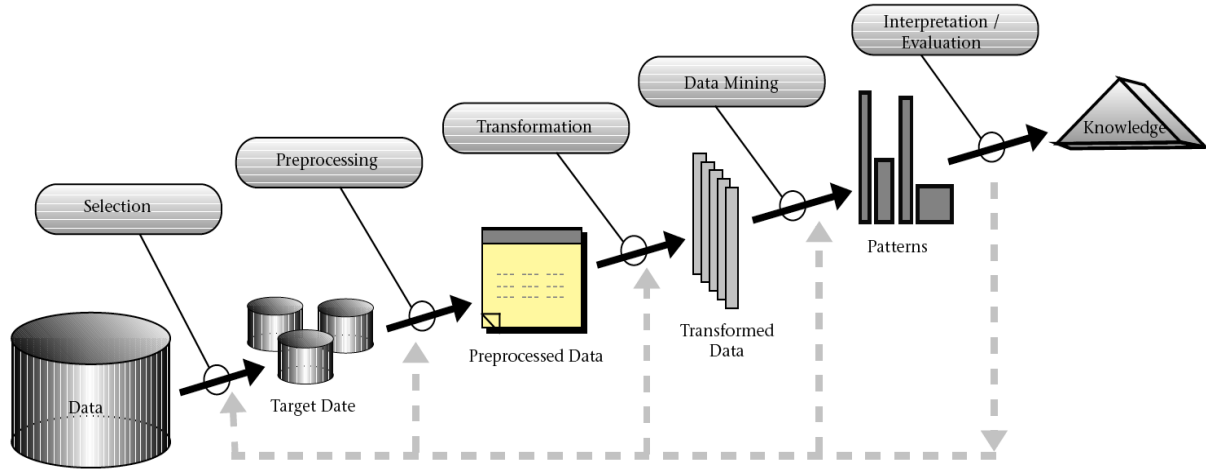 Interpretation /
Evaluation
Data Mining
Transformation
Preprocessing
Selection
Knowledge
Patterns
Transformed
Data
Preprocessed Data
Target Date
Data